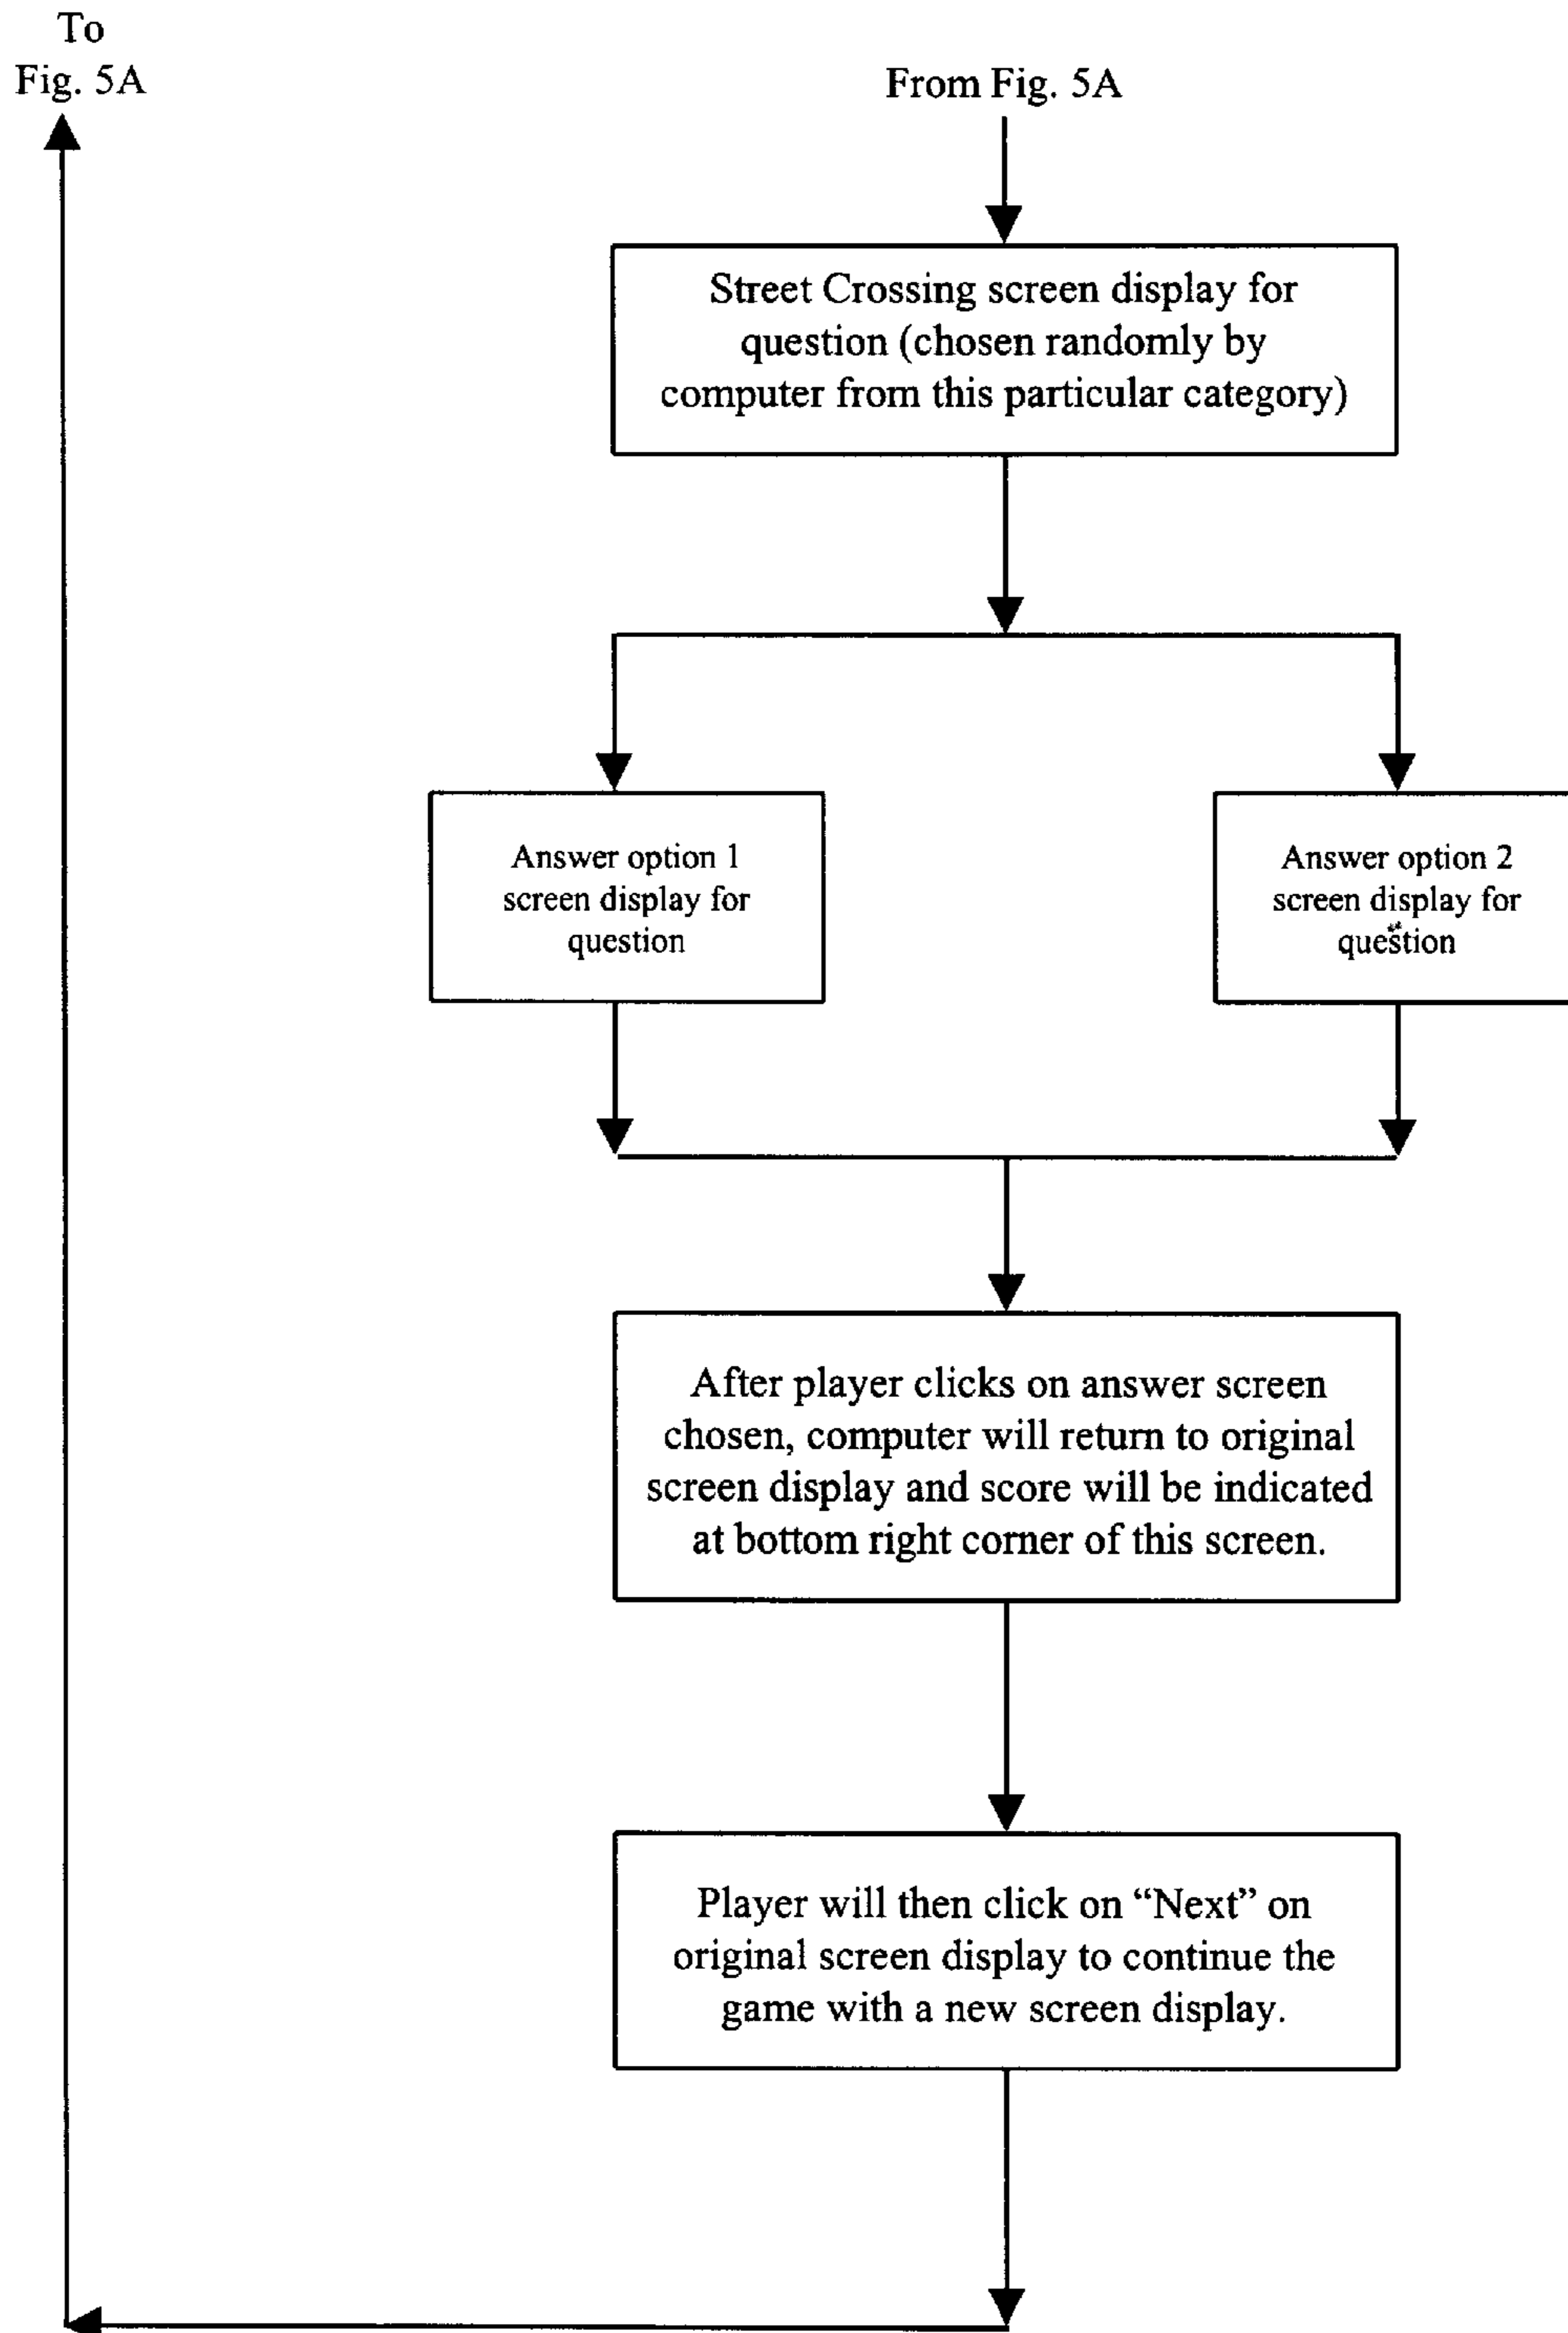 To
Fig. 5A
From Fig. 5A
Street Crossing screen display for
question (chosen randomly by
computer from this particular category)
Answer option 1
screen display for
question
Answer option 2
screen display for
question
After player clicks on answer screen
chosen, computer will return to original
screen display and score will be indicated
at bottom right corner of this screen.
Player will then click on “Next” on
original screen display to continue the
game with a new screen display.